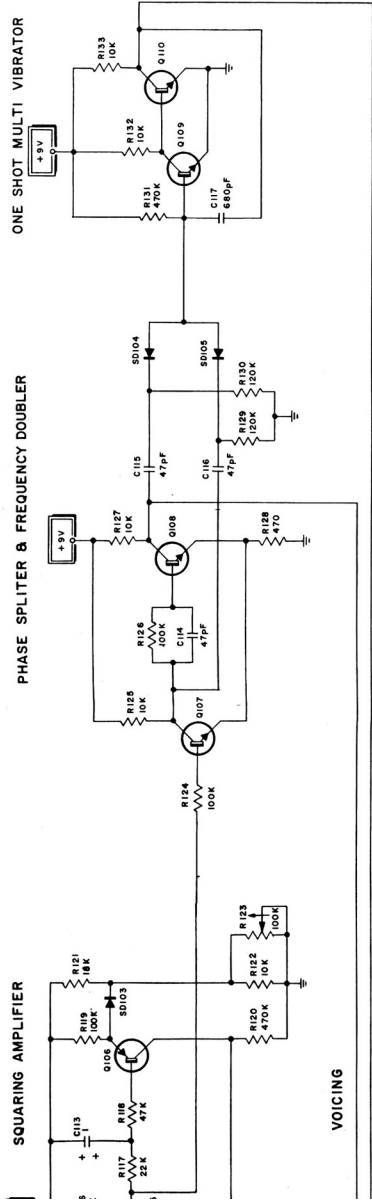 ONE SHOT MULTI VIBRATOR
+9V
R133
10K
Q110
R132
10K
Q109
R131
470K
C117
680pF
PHASE SPLITER & FREQUENCY DOUBLER
SD104
SD105
R130
120K
R129
120K
C115
47pF
C116
47pF
+9V
R127
10K
Q108
R128
470
R126
100K
C114
47pF
R125
10K
Q107
R124
100K
SQUARING AMPLIFIER
R121
18K
R123
100K
R119
100K
SD103
R122
10K
R120
470K
Q106
C113
1
+
+
R118
47K
R117
22K
VOICING